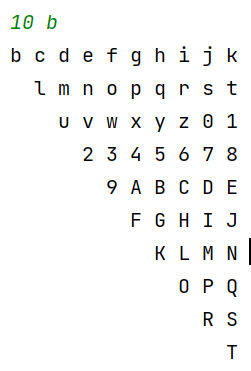 10 b
b c d e f g h i j k
l m n o p q r s t
u v w x y z 0 1
2 3 4 5 6 7 8
9 A B C D E
F G H I J
K L M N
O P Q
R S
T